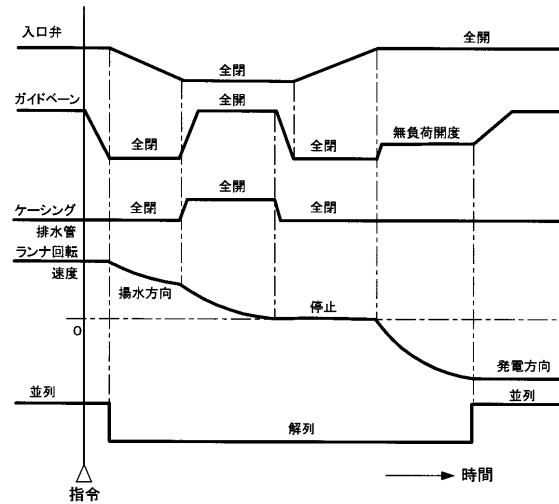 入口弁
全開
全閉
ガイドベーン
全開
無負荷開度
全閉
全閉
全開
ケーシング
全閉
全閉
排水管
ランナ回転
速度
揚水方向
停止
0
発電方向
並列
並列
解列
時間
指令